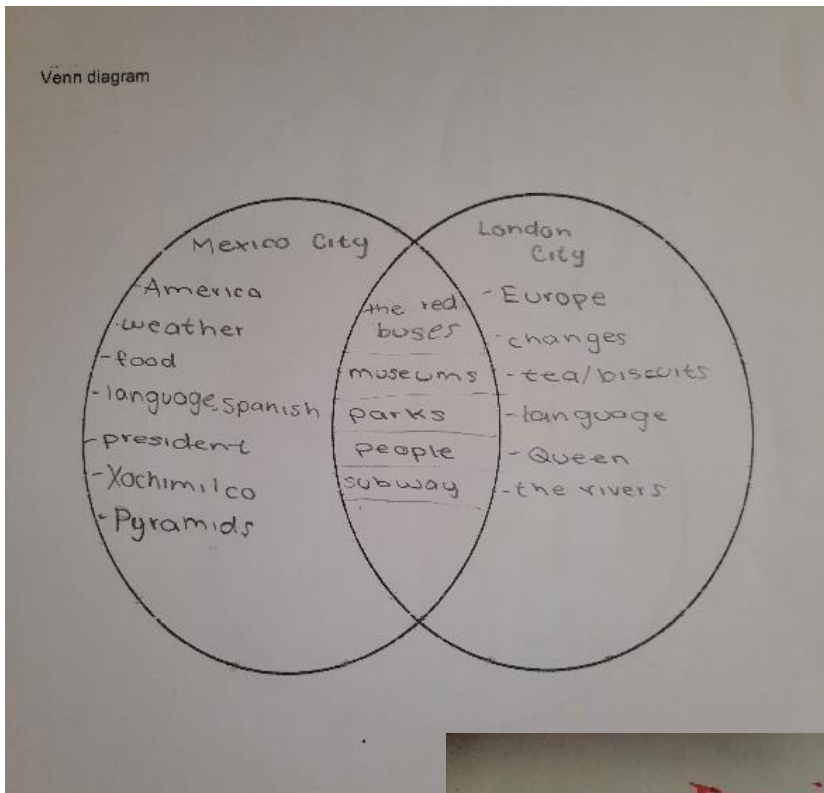 Venn diagram
Mexico City
-America
-weather
-food
-language spanish
-president
-Xochimilco
-Pyramids
the red
buses
museums
parks
people
subway
London
City
-Europe
-changes
-tea/biscuits
-language
-Queen
-the rivers